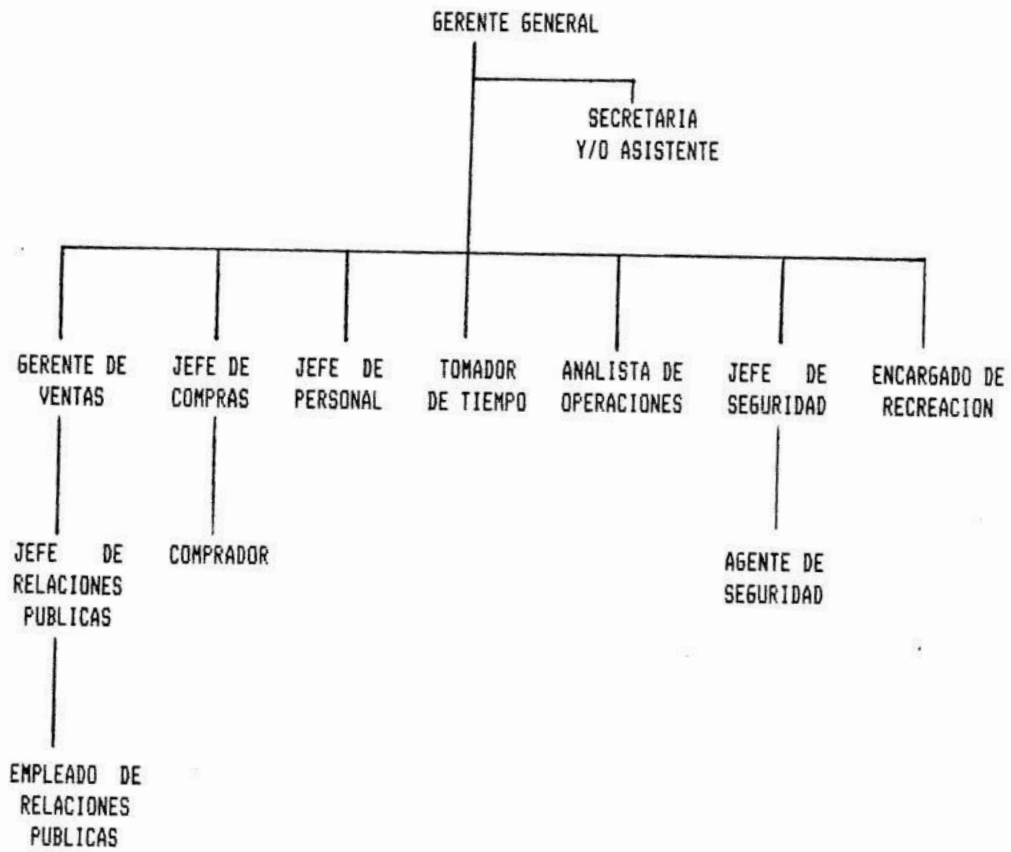 GERENTE GENERAL
SECRETARIA
Y/O ASISTENTE
GERENTE DE
VENTAS
JEFE DE
COMPRAS
JEFE DE
PERSONAL
TOMADOR
DE TIEMPO
ANALISTA DE
OPERACIONES
JEFE DE
SEGURIDAD
ENCARGADO DE
RECREACION
JEFE DE
RELACIONES
PUBLICAS
COMPRADOR
AGENTE DE
SEGURIDAD
EMPLEADO DE
RELACIONES
PUBLICAS